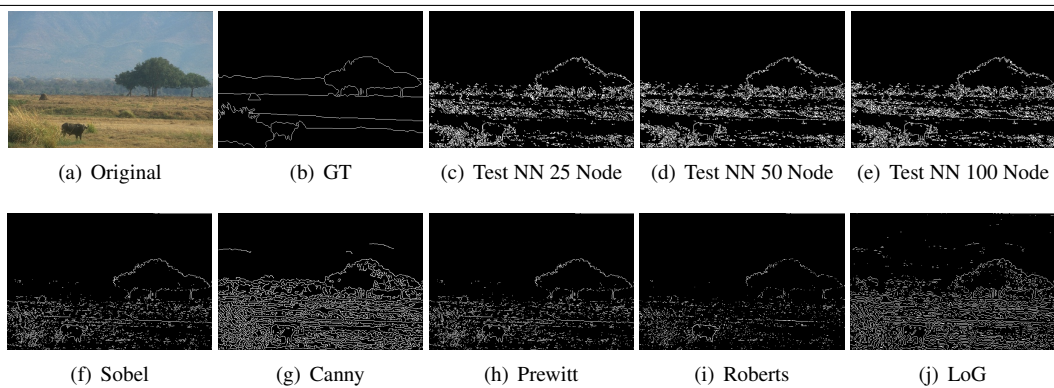 (a) Original
(b) GT
(c) Test NN 25 Node
(d) Test NN 50 Node
(e) Test NN 100 Node
(f) Sobel
(g) Canny
(h) Prewitt
(i) Roberts
(j) LoG